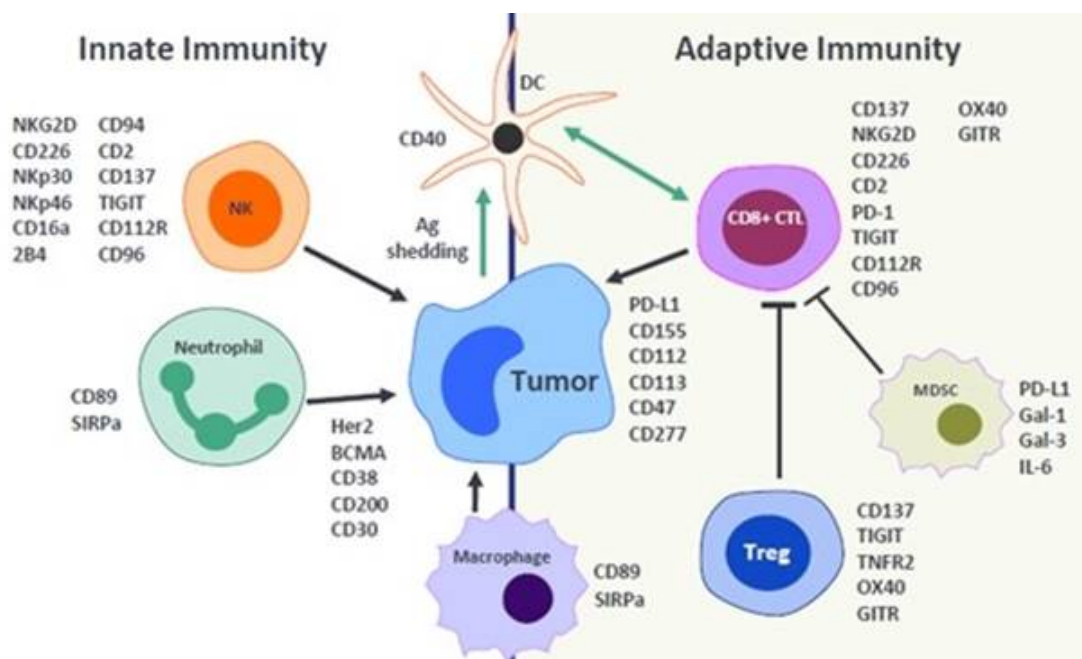 Innate Immunity
Adaptive Immunity
NKG2D CD94
CD226 CD2
NKp30 CD137
NKp46 TIGIT
CD16a CD112R
2B4 CD96
NK
CD40
DC
Ag
shedding
CD8+ CTL
CD137 OX40
NKG2D GITR
CD226
CD2
PD-1
TIGIT
CD112R
CD96
Neutrophil
CD89
SIRPa
Her2
BCMA
CD38
CD200
CD30
Tumor
PD-L1
CD155
CD112
CD113
CD47
CD277
MDSC
PD-L1
Gal-1
Gal-3
IL-6
Macrophage
CD89
SIRPa
Treg
CD137
TIGIT
TNFR2
OX40
GITR